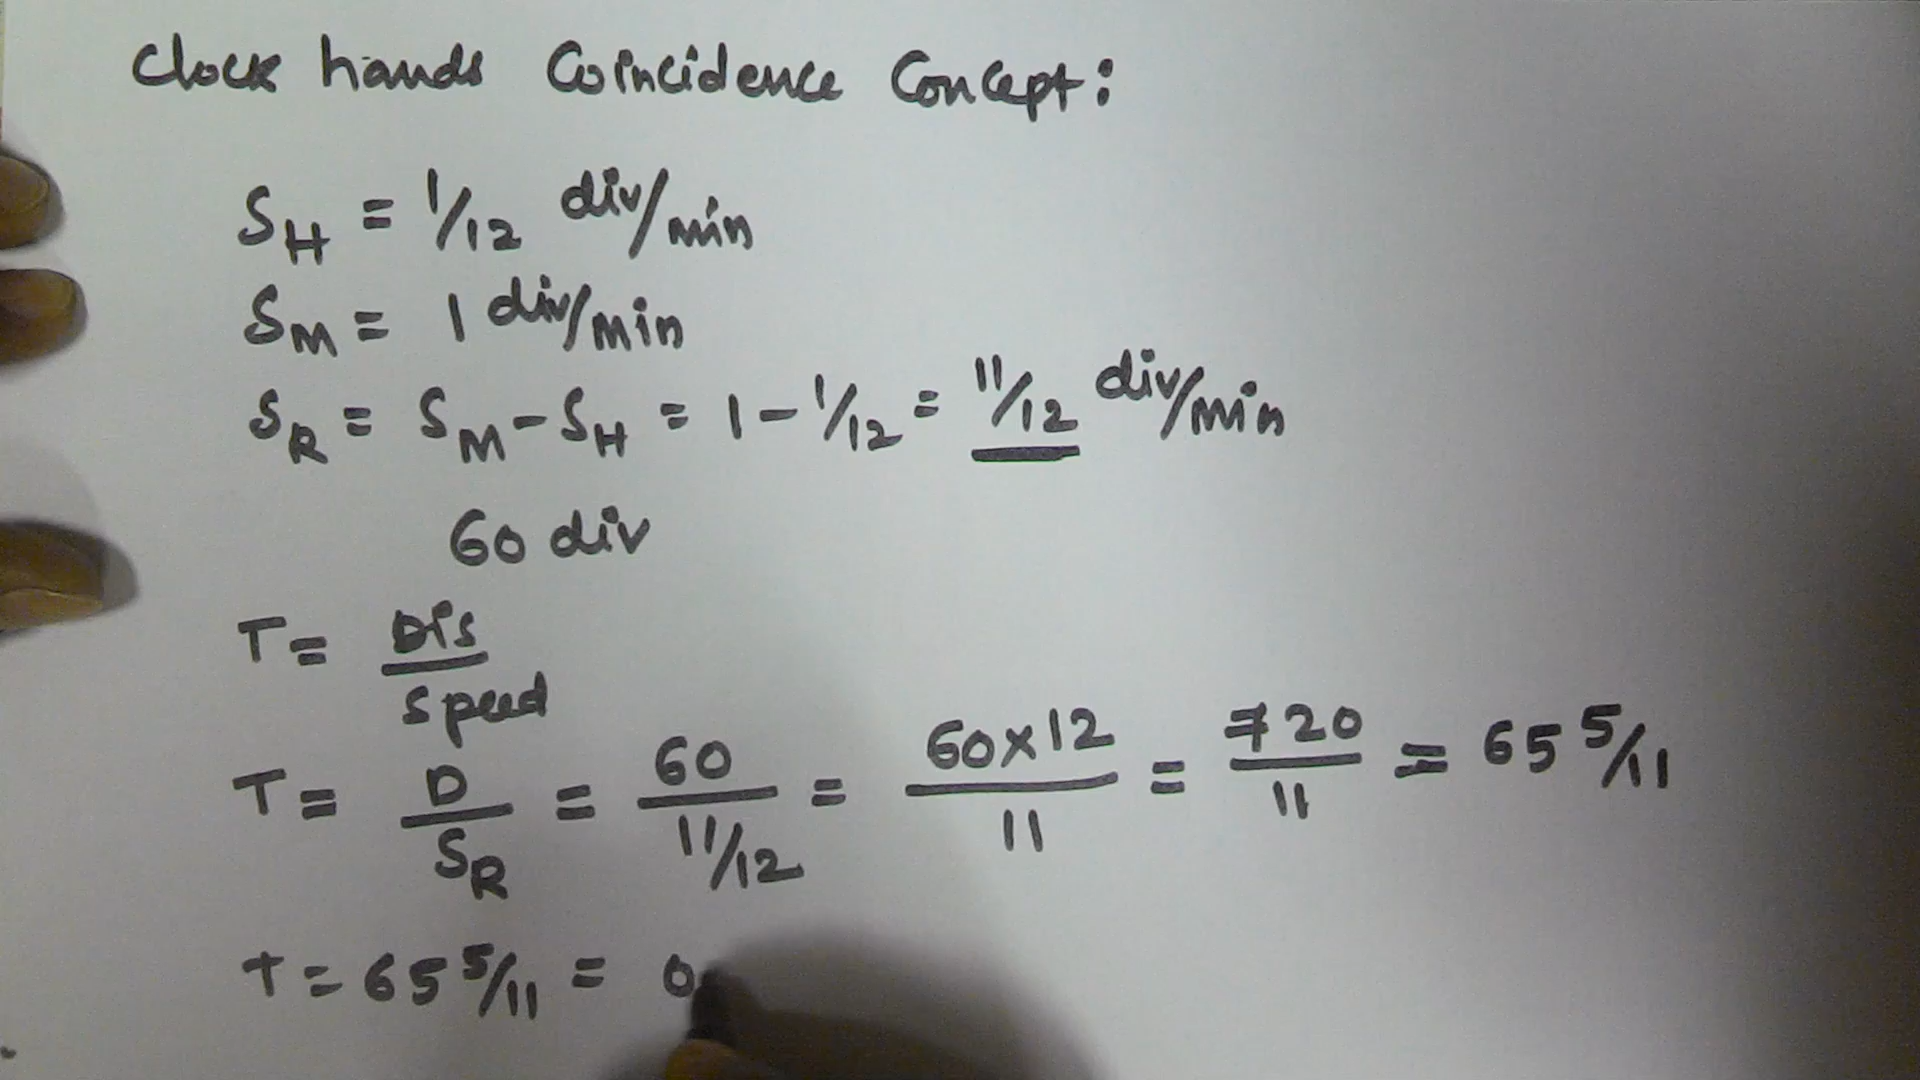 Clock hands Coincidence Concept:
SH = 1/12 div/min
SM = 1 div/min
SR = SM - SH = 1 - 1/12 = 11/12 div/min
60 div
T = Dis/speed
T = D/SR = 60/11/12 = 60x12/11 = 720/11 = 65 5/11
T = 65 5/11 = 0